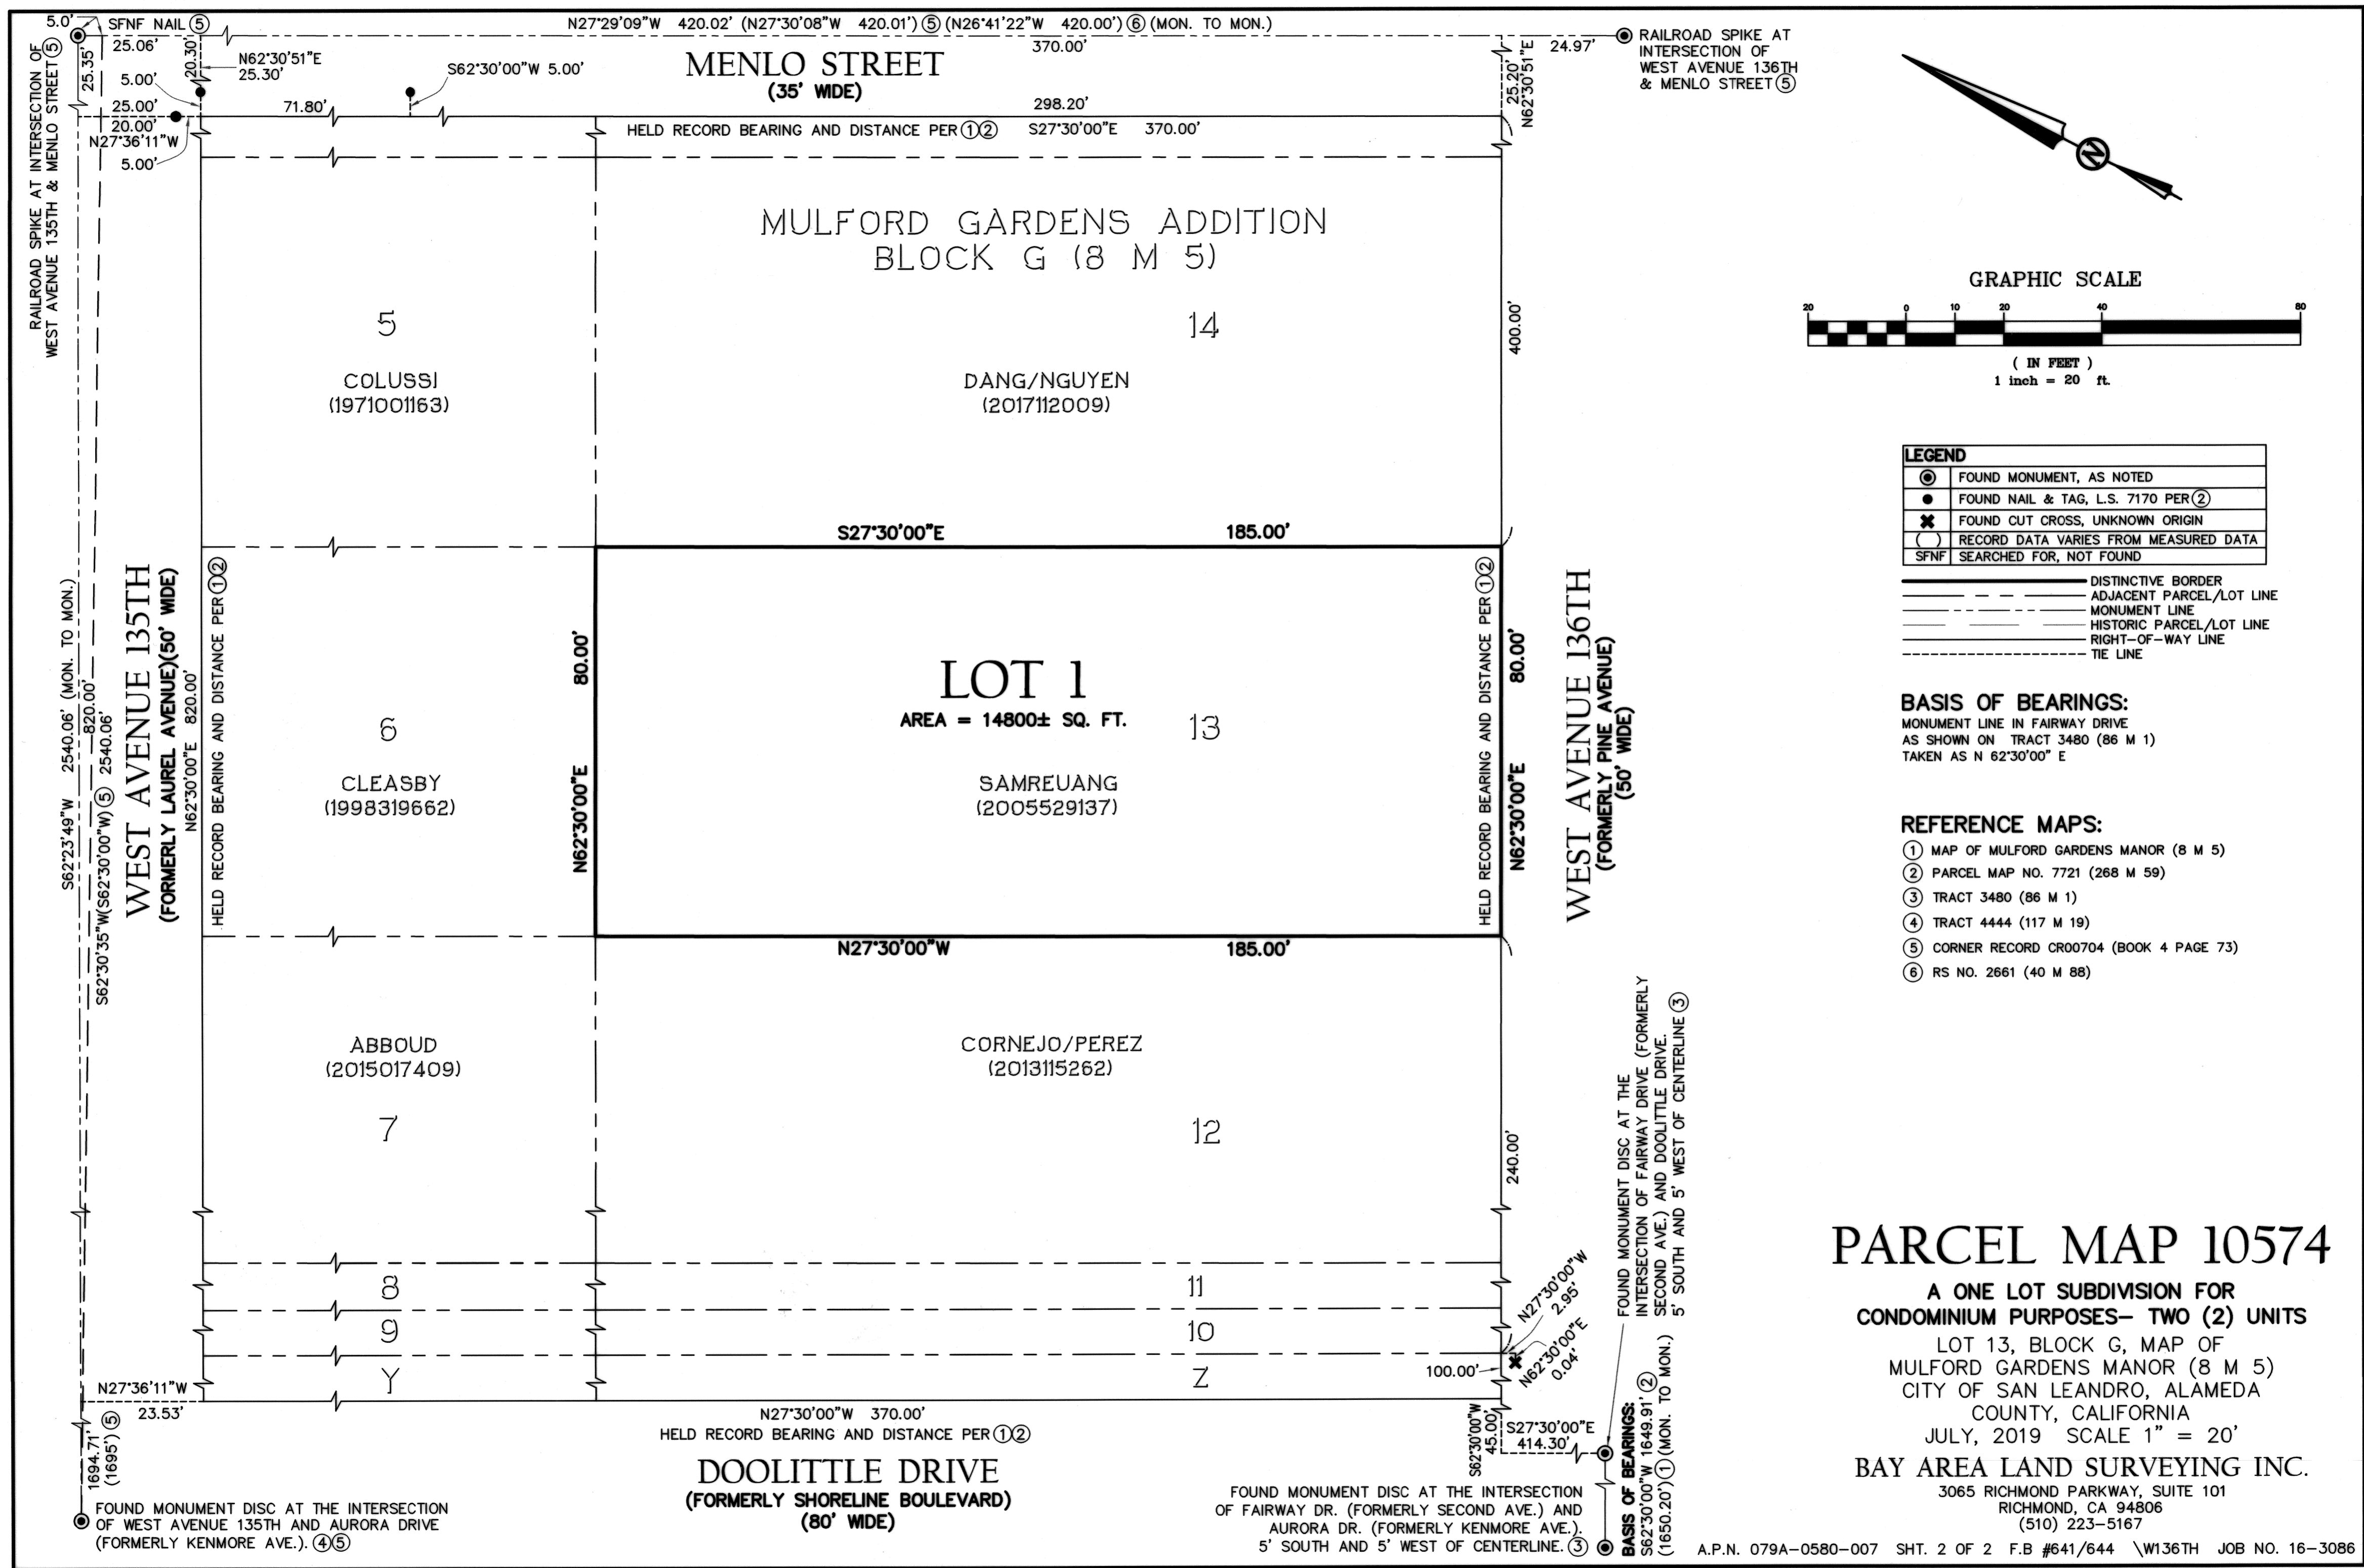 5.0'
SFNF NAIL ⑤
N27°29'09"W 420.02' (N27°30'08"W 420.01') ⑤ (N26°41'22"W 420.00') ⑥ (MON. TO MON.)
25.06'
370.00'
24.97'
25.35'
20.30'
N62°30'51"E
25.30'
5.00'
25.00'
20.00'
N27°36'11"W
5.00'
S62°30'00"W 5.00'
71.80'
MENLO STREET
(35' WIDE)
298.20'
25.20'
N62°30'51"E
HELD RECORD BEARING AND DISTANCE PER ①② S27°30'00"E 370.00'
RAILROAD SPIKE AT
INTERSECTION OF
WEST AVENUE 136TH
& MENLO STREET ⑤
RAILROAD SPIKE AT INTERSECTION OF
WEST AVENUE 135TH & MENLO STREET ⑤
MULFORD GARDENS ADDITION
BLOCK G (8 M 5)
5
COLUSSI
(1971001163)
14
DANG/NGUYEN
(2017112009)
400.00'
S27°30'00"E 185.00'
S62°23'49"W 2540.06' (MON. TO MON.)
820.00'
S62°30'35"W(S62°30'00"W) ⑤ 2540.06'
WEST AVENUE 135TH
(FORMERLY LAUREL AVENUE)(50' WIDE)
N62°30'00"E 820.00'
HELD RECORD BEARING AND DISTANCE PER ①②
6
CLEASBY
(1998319662)
N62°30'00"E 80.00'
LOT 1
AREA = 14800± SQ. FT.
13
SAMREUANG
(2005529137)
HELD RECORD BEARING AND DISTANCE PER ①②
N62°30'00"E 80.00'
WEST AVENUE 136TH
(FORMERLY PINE AVENUE)
(50' WIDE)
N27°30'00"W 185.00'
ABBOUD
(2015017409)
7
CORNEJO/PEREZ
(2013115262)
12
240.00'
8
11
9
10
Y
Z
N27°30'00"W
2.95'
N62°30'00"E
0.04'
100.00'
N27°36'11"W
23.53'
1694.71'
(1695') ⑤
N27°30'00"W 370.00'
HELD RECORD BEARING AND DISTANCE PER ①②
DOOLITTLE DRIVE
(FORMERLY SHORELINE BOULEVARD)
(80' WIDE)
S62°30'00"W
45.00'
S27°30'00"E
414.30'
FOUND MONUMENT DISC AT THE INTERSECTION
OF WEST AVENUE 135TH AND AURORA DRIVE
(FORMERLY KENMORE AVE.). ④⑤
FOUND MONUMENT DISC AT THE INTERSECTION
OF FAIRWAY DR. (FORMERLY SECOND AVE.) AND
AURORA DR. (FORMERLY KENMORE AVE.).
5' SOUTH AND 5' WEST OF CENTERLINE. ③
FOUND MONUMENT DISC AT THE
INTERSECTION OF FAIRWAY DRIVE (FORMERLY
SECOND AVE.) AND DOOLITTLE DRIVE.
5' SOUTH AND 5' WEST OF CENTERLINE ③
BASIS OF BEARINGS:
S62°30'00"W 1649.91' ②
(1650.20') ① (MON. TO MON.)
N
GRAPHIC SCALE
20 0 10 20 40 80
( IN FEET )
1 inch = 20 ft.
LEGEND
FOUND MONUMENT, AS NOTED
FOUND NAIL & TAG, L.S. 7170 PER ②
FOUND CUT CROSS, UNKNOWN ORIGIN
( ) RECORD DATA VARIES FROM MEASURED DATA
SFNF SEARCHED FOR, NOT FOUND
DISTINCTIVE BORDER
ADJACENT PARCEL/LOT LINE
MONUMENT LINE
HISTORIC PARCEL/LOT LINE
RIGHT-OF-WAY LINE
TIE LINE
BASIS OF BEARINGS:
MONUMENT LINE IN FAIRWAY DRIVE
AS SHOWN ON TRACT 3480 (86 M 1)
TAKEN AS N 62°30'00" E
REFERENCE MAPS:
① MAP OF MULFORD GARDENS MANOR (8 M 5)
② PARCEL MAP NO. 7721 (268 M 59)
③ TRACT 3480 (86 M 1)
④ TRACT 4444 (117 M 19)
⑤ CORNER RECORD CR00704 (BOOK 4 PAGE 73)
⑥ RS NO. 2661 (40 M 88)
PARCEL MAP 10574
A ONE LOT SUBDIVISION FOR
CONDOMINIUM PURPOSES- TWO (2) UNITS
LOT 13, BLOCK G, MAP OF
MULFORD GARDENS MANOR (8 M 5)
CITY OF SAN LEANDRO, ALAMEDA
COUNTY, CALIFORNIA
JULY, 2019 SCALE 1" = 20'
BAY AREA LAND SURVEYING INC.
3065 RICHMOND PARKWAY, SUITE 101
RICHMOND, CA 94806
(510) 223-5167
A.P.N. 079A-0580-007 SHT. 2 OF 2 F.B #641/644 \W136TH JOB NO. 16-3086